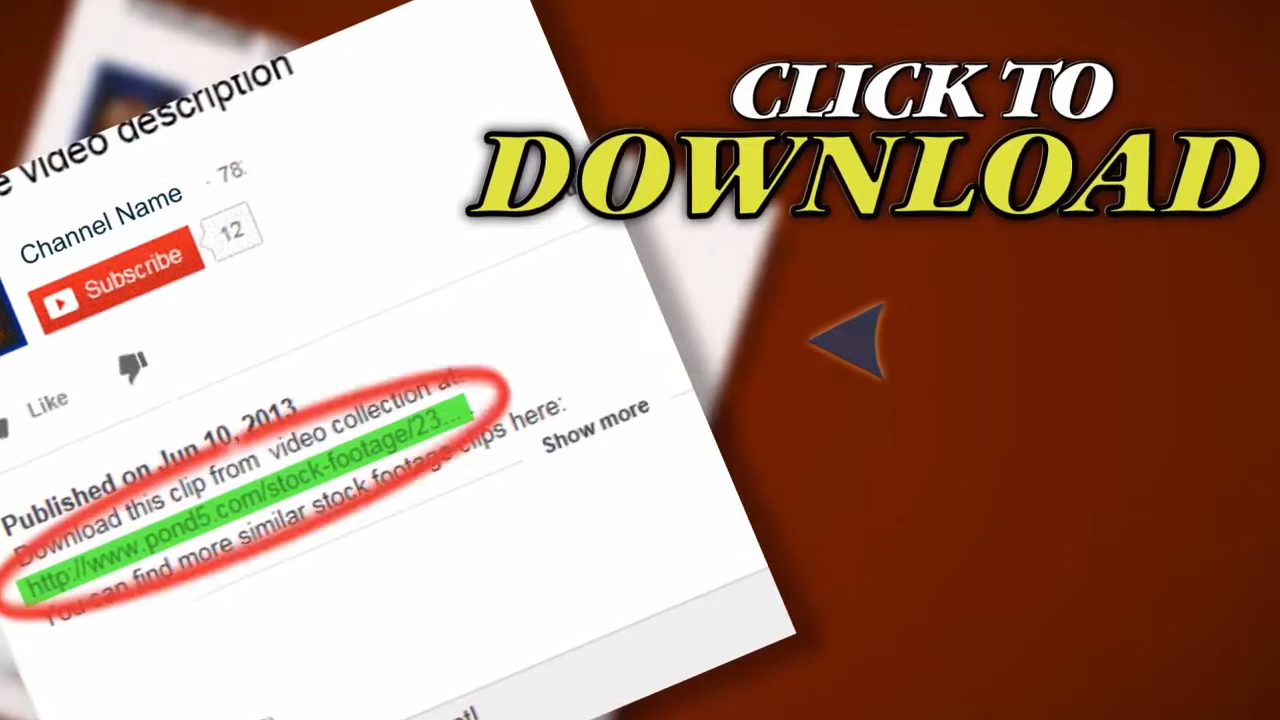 CLICK TO
DOWNLOAD
video description
Channel Name
Subscribe
12
Like
Published on Jun 10, 2013
Download this clip from video collection at:
http://www.pond5.com/stock-footage/23...
You can find more similar stock footage clips here:
Show more